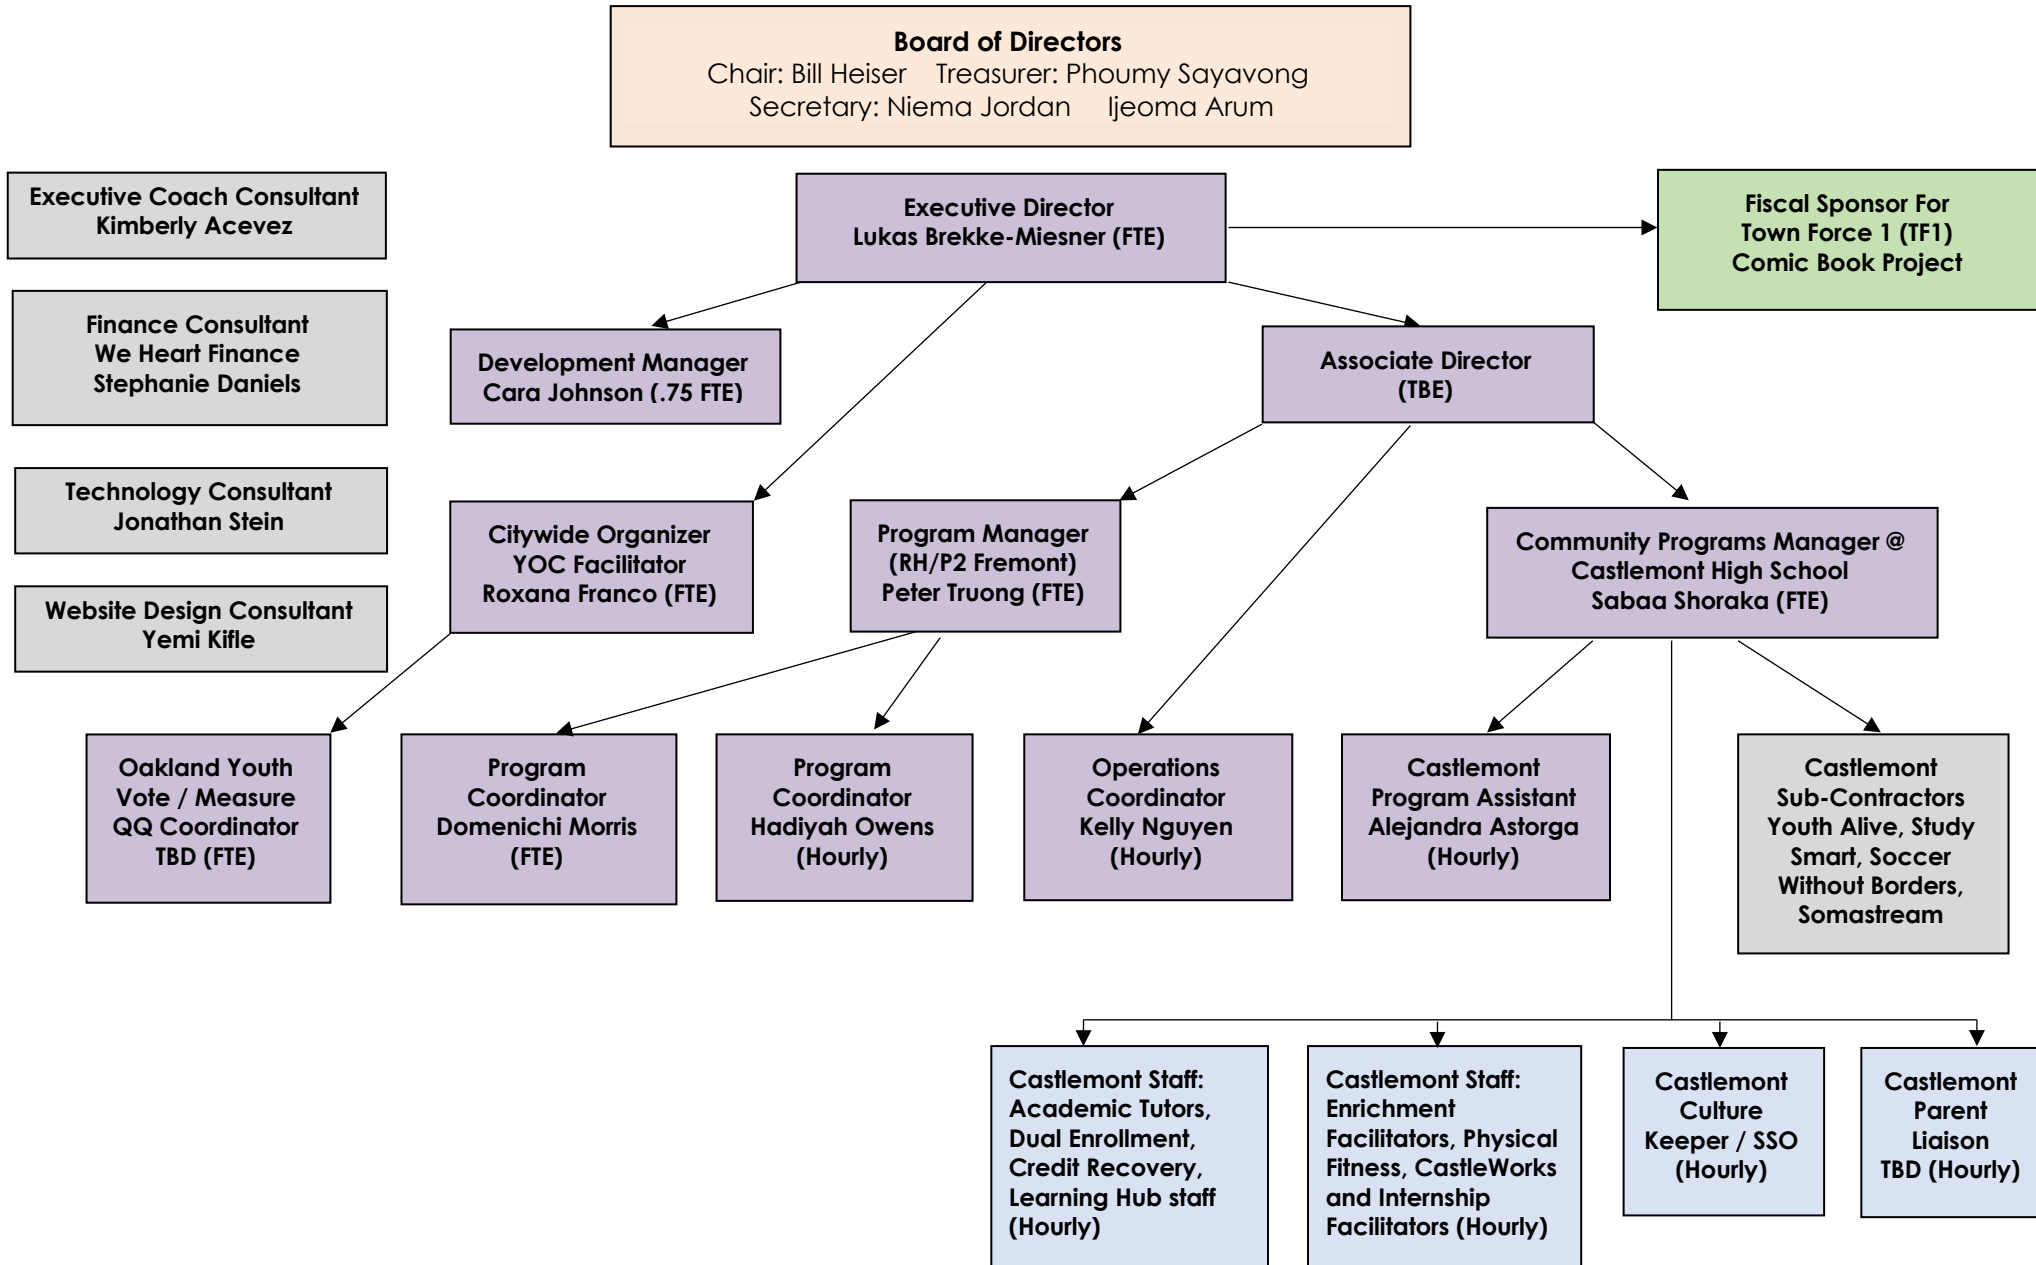 Board of Directors
Chair: Bill Heiser    Treasurer: Phoumy Sayavong
Secretary: Niema Jordan    Ijeoma Arum
Executive Coach Consultant
Kimberly Acevez
Executive Director
Lukas Brekke-Miesner (FTE)
Fiscal Sponsor For
Town Force 1 (TF1)
Comic Book Project
Finance Consultant
We Heart Finance
Stephanie Daniels
Development Manager
Cara Johnson (.75 FTE)
Associate Director
(TBE)
Technology Consultant
Jonathan Stein
Citywide Organizer
YOC Facilitator
Roxana Franco (FTE)
Program Manager
(RH/P2 Fremont)
Peter Truong (FTE)
Community Programs Manager @
Castlemont High School
Sabaa Shoraka (FTE)
Website Design Consultant
Yemi Kifle
Oakland Youth
Vote / Measure
QQ Coordinator
TBD (FTE)
Program
Coordinator
Domenichi Morris
(FTE)
Program
Coordinator
Hadiyah Owens
(Hourly)
Operations
Coordinator
Kelly Nguyen
(Hourly)
Castlemont
Program Assistant
Alejandra Astorga
(Hourly)
Castlemont
Sub-Contractors
Youth Alive, Study
Smart, Soccer
Without Borders,
Somastream
Castlemont Staff:
Academic Tutors,
Dual Enrollment,
Credit Recovery,
Learning Hub staff
(Hourly)
Castlemont Staff:
Enrichment
Facilitators, Physical
Fitness, CastleWorks
and Internship
Facilitators (Hourly)
Castlemont
Culture
Keeper / SSO
(Hourly)
Castlemont
Parent
Liaison
TBD (Hourly)